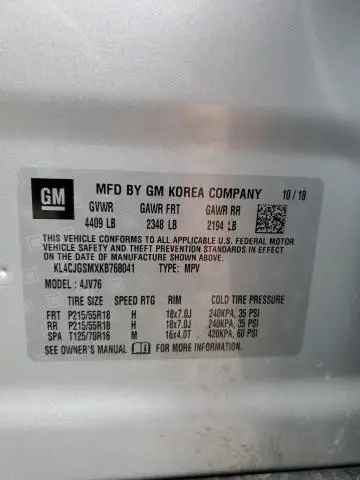 GM
MFD BY GM KOREA COMPANY 10/18
GVWR GAWR FRT GAWR RR
4409 LB 2348 LB 2194 LB
THIS VEHICLE CONFORMS TO ALL APPLICABLE U.S. FEDERAL MOTOR
VEHICLE SAFETY, BUMPER, AND THEFT PREVENTION STANDARDS IN EFFECT
ON THE DATE OF MANUFACTURE SHOWN ABOVE.
KL4CJGSMXKB768041 TYPE: MPV
MODEL : 4JV76
TIRE SIZE SPEED RTG RIM COLD TIRE PRESSURE
FRT P215/55R18 H 18x7.0J 240KPA, 35 PSI
RR P215/55R18 H 18x7.0J 240KPA, 35 PSI
SPA T125/70R16 M 16x4.0T 420KPA, 60 PSI
SEE OWNER'S MANUAL FOR MORE INFORMATION